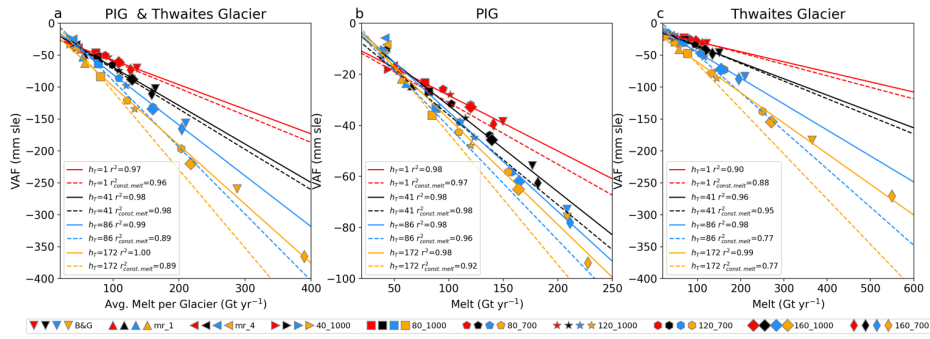 a
PIG & Thwaites Glacier
VAF (mm sle)
0
−50
−100
−150
−200
−250
−300
−350
−400
h_T=1 r²=0.97
h_T=1 r²_const.melt=0.96
h_T=41 r²=0.98
h_T=41 r²_const.melt=0.98
h_T=86 r²=0.99
h_T=86 r²_const.melt=0.89
h_T=172 r²=1.00
h_T=172 r²_const.melt=0.89
100 200 300 400
Avg. Melt per Glacier (Gt yr⁻¹)
b
PIG
VAF (mm sle)
0
−20
−40
−60
−80
−100
h_T=1 r²=0.98
h_T=1 r²_const.melt=0.97
h_T=41 r²=0.98
h_T=41 r²_const.melt=0.98
h_T=86 r²=0.98
h_T=86 r²_const.melt=0.96
h_T=172 r²=0.98
h_T=172 r²_const.melt=0.92
50 100 150 200 250
Melt (Gt yr⁻¹)
c
Thwaites Glacier
VAF (mm sle)
0
−50
−100
−150
−200
−250
−300
−350
−400
h_T=1 r²=0.90
h_T=1 r²_const.melt=0.88
h_T=41 r²=0.96
h_T=41 r²_const.melt=0.95
h_T=86 r²=0.98
h_T=86 r²_const.melt=0.77
h_T=172 r²=0.99
h_T=172 r²_const.melt=0.77
100 200 300 400 500 600
Melt (Gt yr⁻¹)
B&G mr_1 mr_4 40_1000 80_1000 80_700 120_1000 120_700 160_1000 160_700